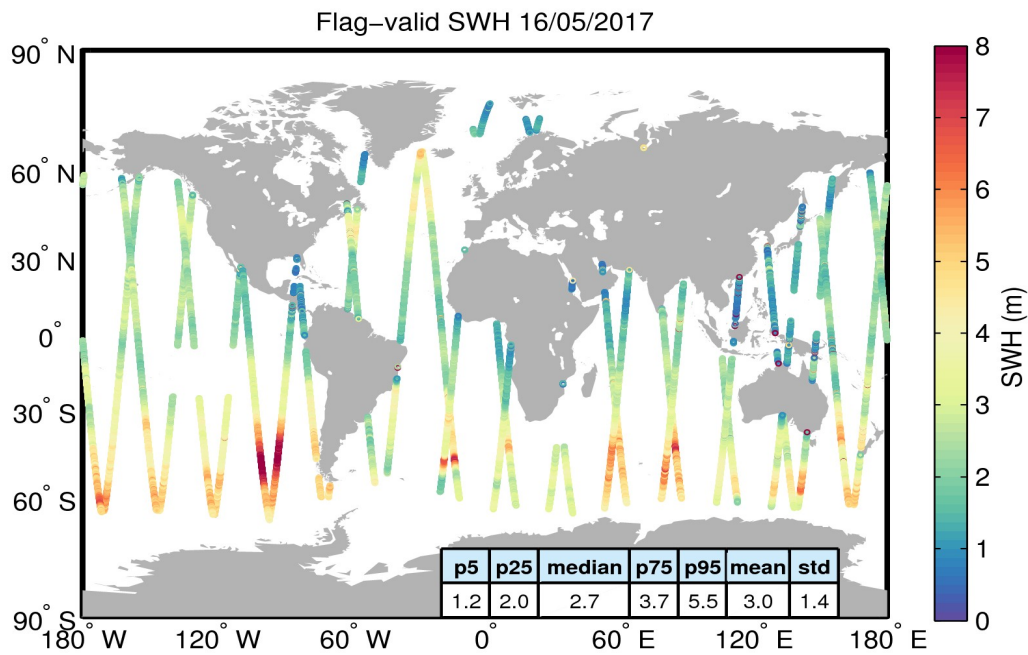 Flag−valid SWH 16/05/2017
90° N
60° N
30° N
0°
30° S
60° S
90° S
180° W
120° W
60° W
0°
60° E
120° E
180° E
p5 p25 median p75 p95 mean std
1.2 2.0 2.7 3.7 5.5 3.0 1.4
8
7
6
5
4
3
2
1
0
SWH (m)